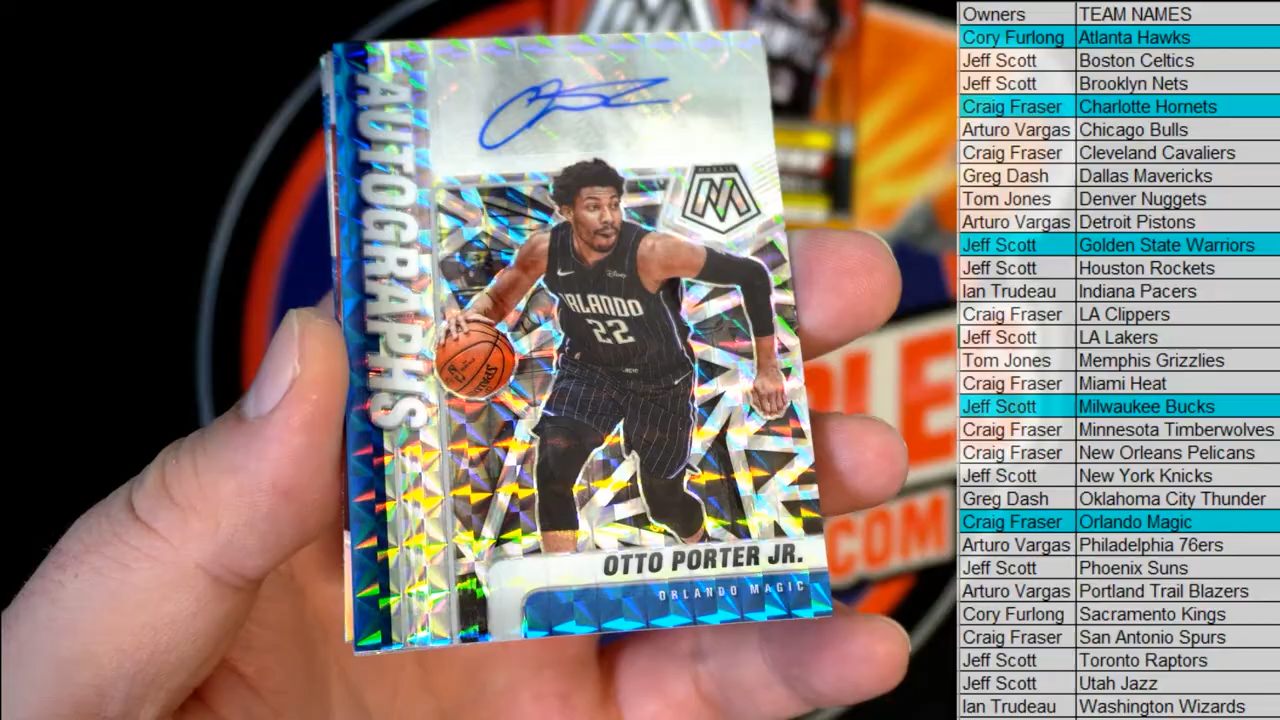 AUTOGRAPHS
MOSAIC
Disney
ORLANDO
22
SPALDING
OTTO PORTER JR.
ORLANDO MAGIC
PLE
COM
Owners TEAM NAMES
Cory Furlong Atlanta Hawks
Jeff Scott Boston Celtics
Jeff Scott Brooklyn Nets
Craig Fraser Charlotte Hornets
Arturo Vargas Chicago Bulls
Craig Fraser Cleveland Cavaliers
Greg Dash Dallas Mavericks
Tom Jones Denver Nuggets
Arturo Vargas Detroit Pistons
Jeff Scott Golden State Warriors
Jeff Scott Houston Rockets
Ian Trudeau Indiana Pacers
Craig Fraser LA Clippers
Jeff Scott LA Lakers
Tom Jones Memphis Grizzlies
Craig Fraser Miami Heat
Jeff Scott Milwaukee Bucks
Craig Fraser Minnesota Timberwolves
Craig Fraser New Orleans Pelicans
Jeff Scott New York Knicks
Greg Dash Oklahoma City Thunder
Craig Fraser Orlando Magic
Arturo Vargas Philadelphia 76ers
Jeff Scott Phoenix Suns
Arturo Vargas Portland Trail Blazers
Cory Furlong Sacramento Kings
Craig Fraser San Antonio Spurs
Jeff Scott Toronto Raptors
Jeff Scott Utah Jazz
Ian Trudeau Washington Wizards